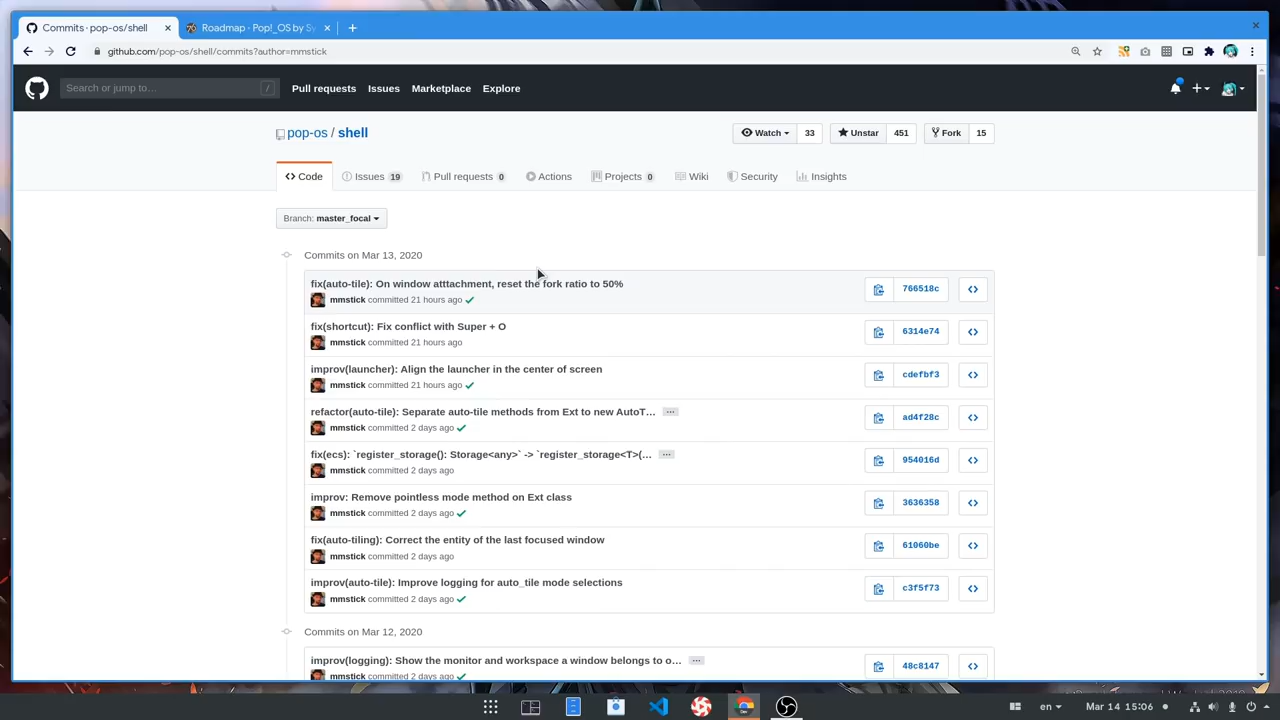 Commits · pop-os/shell
Roadmap · Pop!_OS by Sy
github.com/pop-os/shell/commits?author=mmstick
Search or jump to…
/
Pull requests
Issues
Marketplace
Explore
pop-os / shell
Watch
33
Unstar
451
Fork
15
Code
Issues 19
Pull requests 0
Actions
Projects 0
Wiki
Security
Insights
Branch: master_focal
Commits on Mar 13, 2020
fix(auto-tile): On window atttachment, reset the fork ratio to 50%
mmstick committed 21 hours ago
766518c
fix(shortcut): Fix conflict with Super + O
mmstick committed 21 hours ago
6314e74
improv(launcher): Align the launcher in the center of screen
mmstick committed 21 hours ago
cdefbf3
refactor(auto-tile): Separate auto-tile methods from Ext to new AutoT…
mmstick committed 2 days ago
ad4f28c
fix(ecs): `register_storage(): Storage<any>` -> `register_storage<T>(…
mmstick committed 2 days ago
954016d
improv: Remove pointless mode method on Ext class
mmstick committed 2 days ago
3636358
fix(auto-tiling): Correct the entity of the last focused window
mmstick committed 2 days ago
61060be
improv(auto-tile): Improve logging for auto_tile mode selections
mmstick committed 2 days ago
c3f5f73
Commits on Mar 12, 2020
improv(logging): Show the monitor and workspace a window belongs to o…
mmstick committed 2 days ago
48c8147
en
Mar 14 15:06